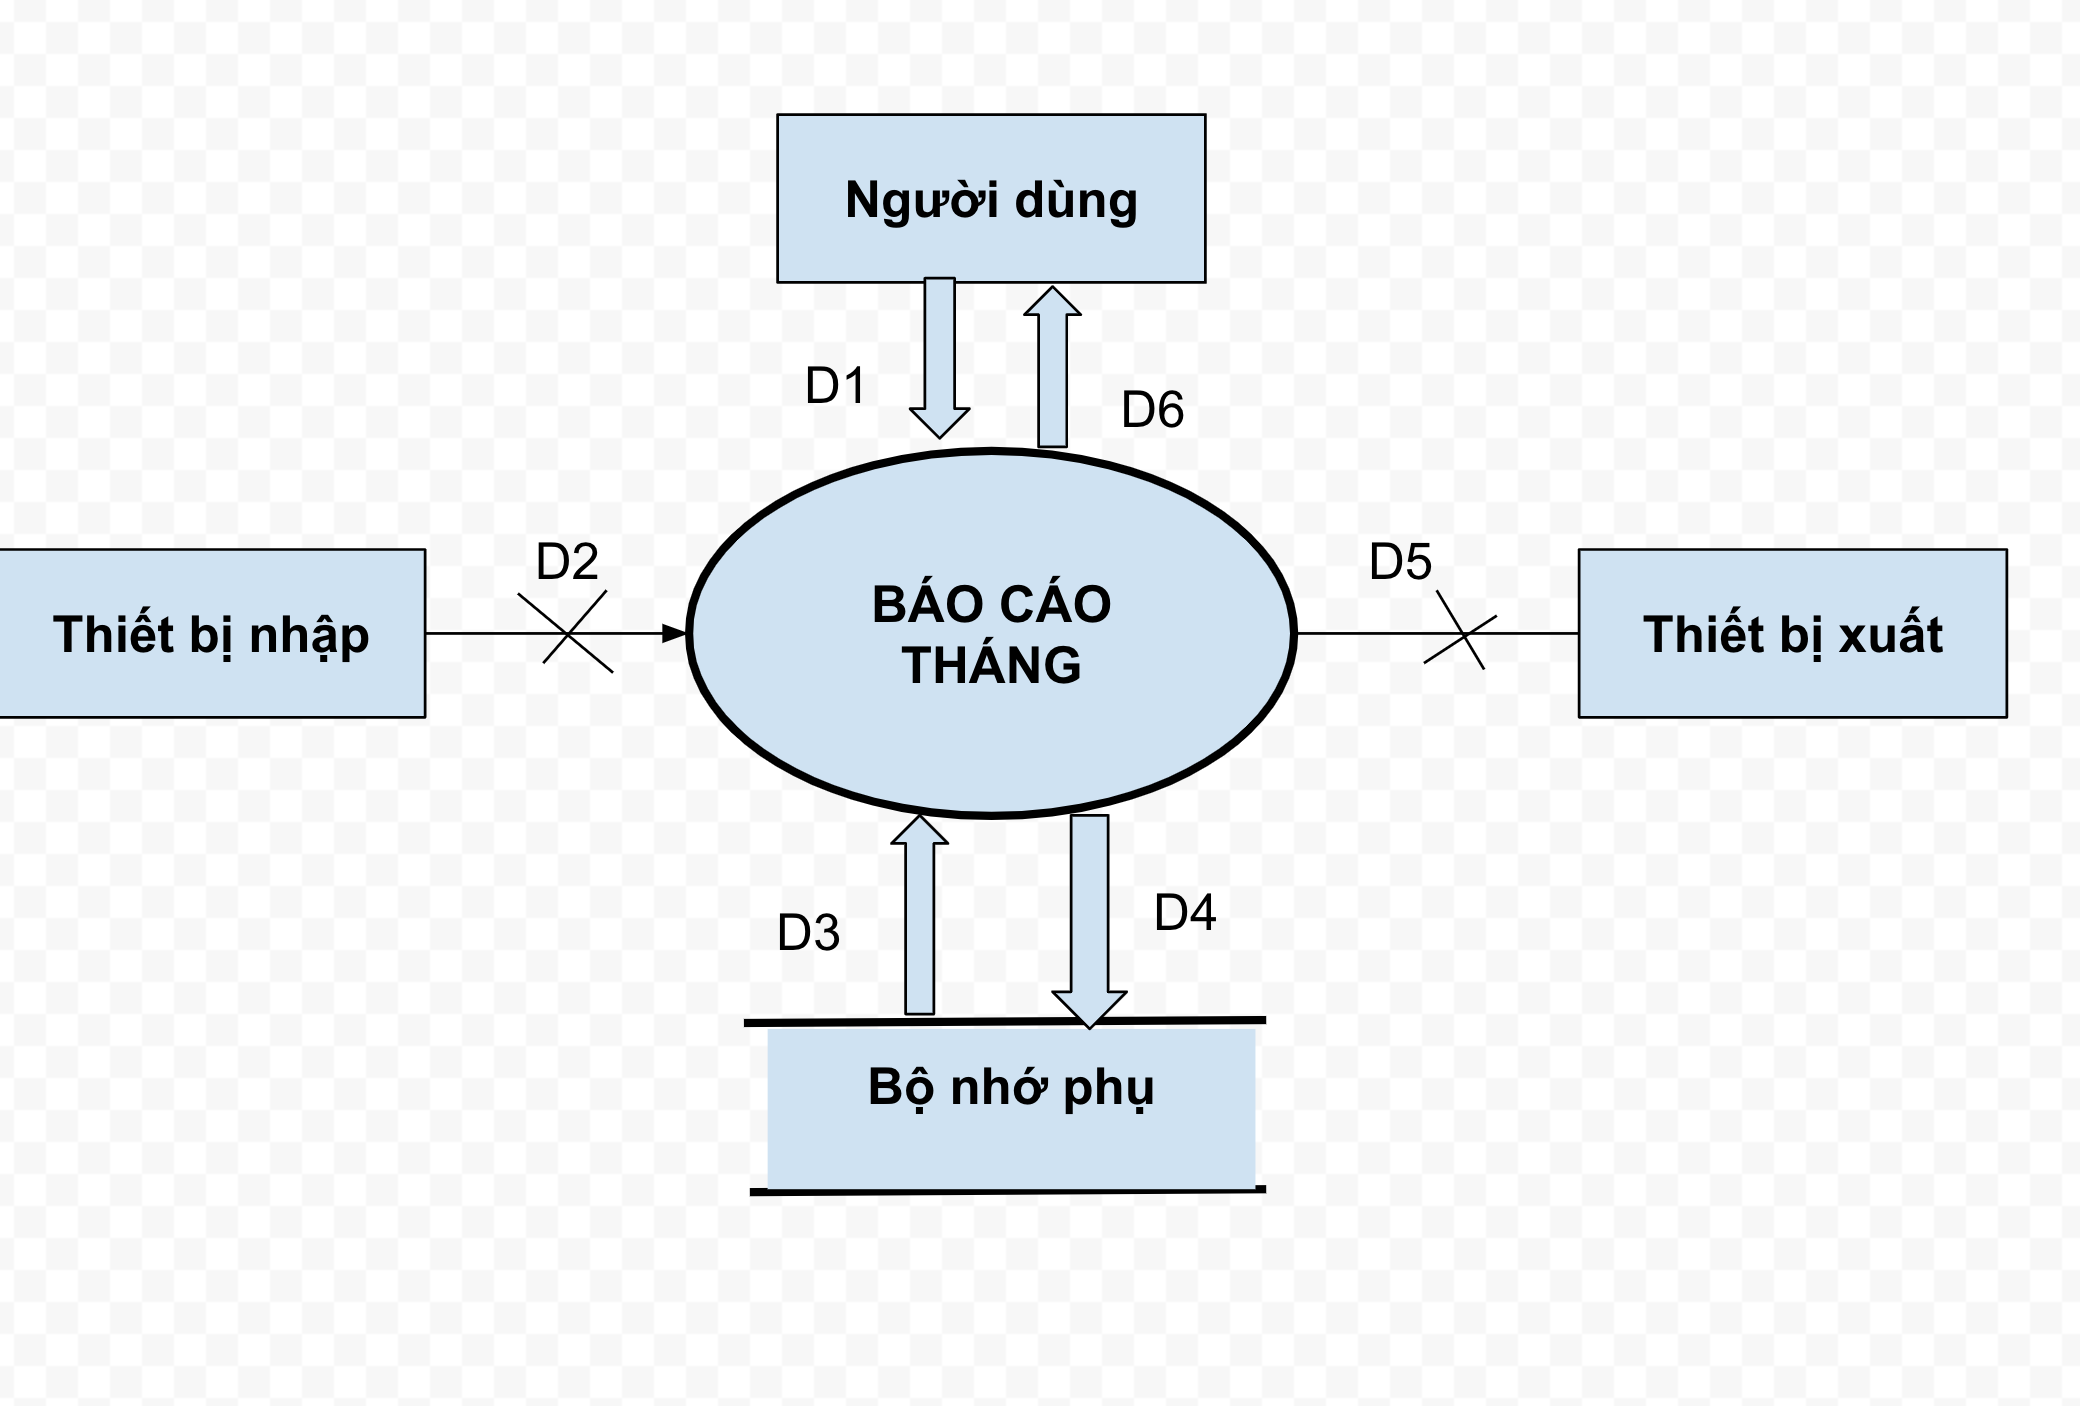 Người dùng
D1
D6
D2
D5
Thiết bị nhập
BÁO CÁO
THÁNG
Thiết bị xuất
D3
D4
Bộ nhớ phụ